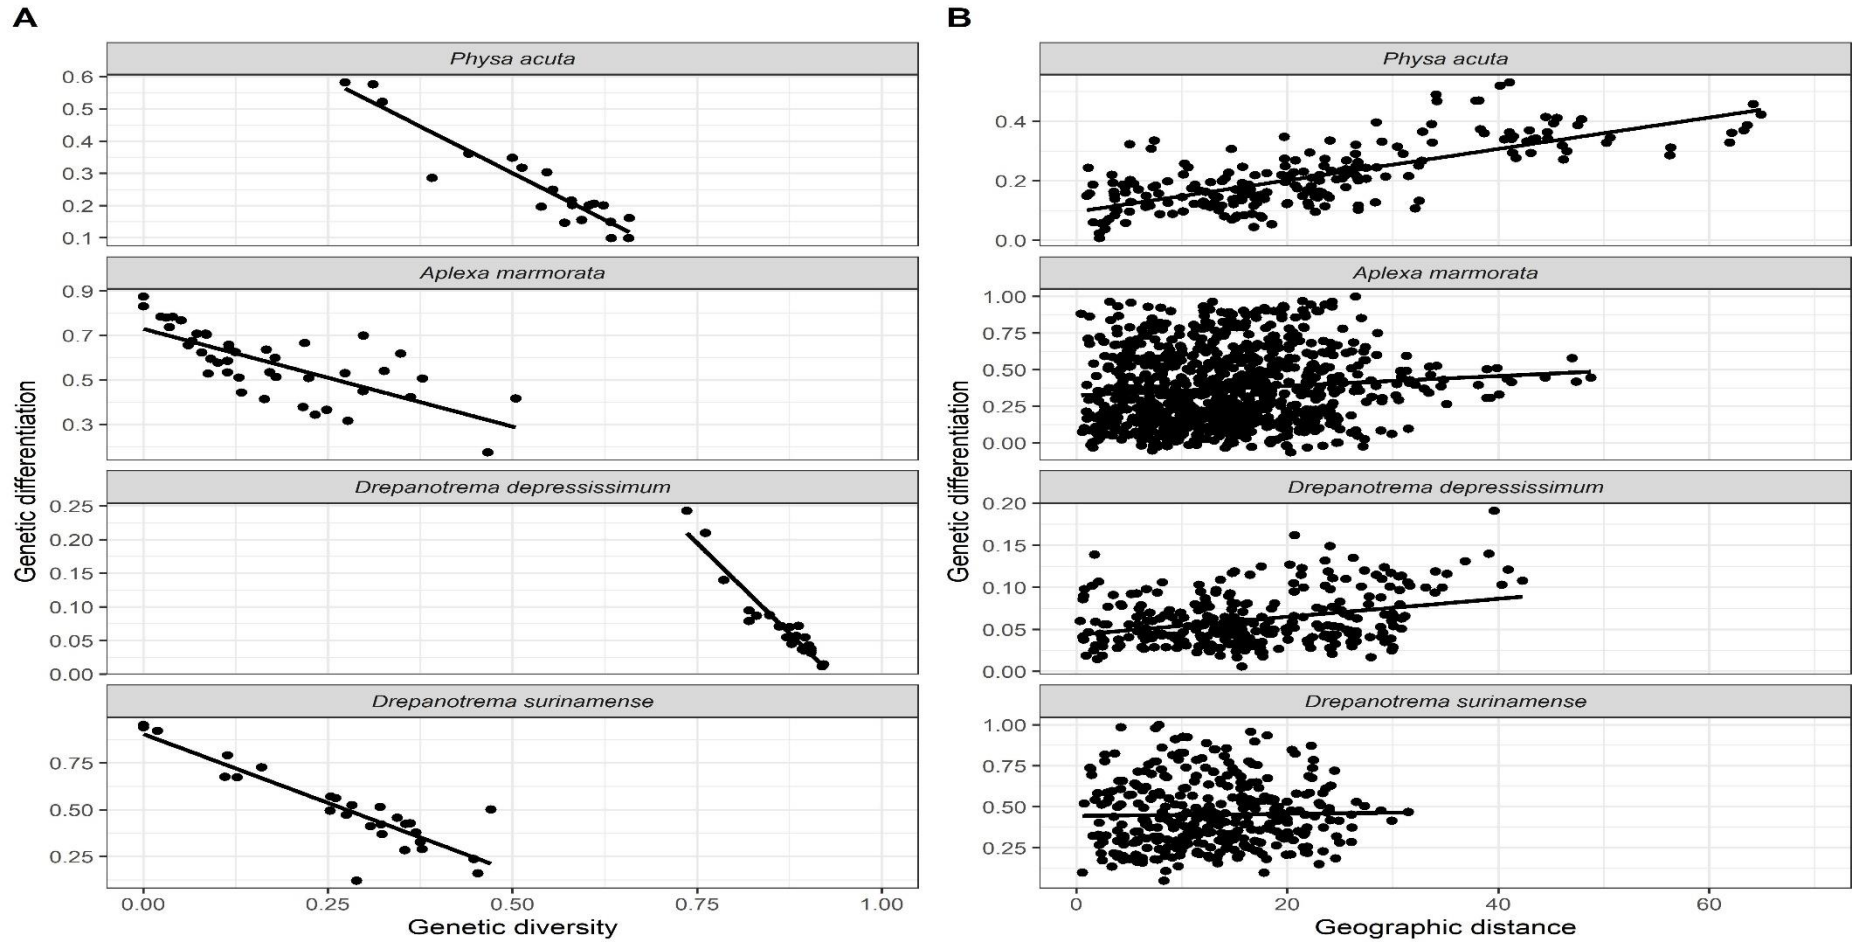 A
Physa acuta
0.6
0.5
0.4
0.3
0.2
0.1
Aplexa marmorata
0.9
0.7
0.5
0.3
Drepanotrema depressissimum
0.25
0.20
0.15
0.10
0.05
0.00
Drepanotrema surinamense
0.75
0.50
0.25
0.00 0.25 0.50 0.75 1.00
Genetic diversity
Genetic differentiation
B
Physa acuta
0.4
0.2
0.0
Aplexa marmorata
1.00
0.75
0.50
0.25
0.00
Drepanotrema depressissimum
0.20
0.15
0.10
0.05
0.00
Drepanotrema surinamense
1.00
0.75
0.50
0.25
0 20 40 60
Geographic distance
Genetic differentiation